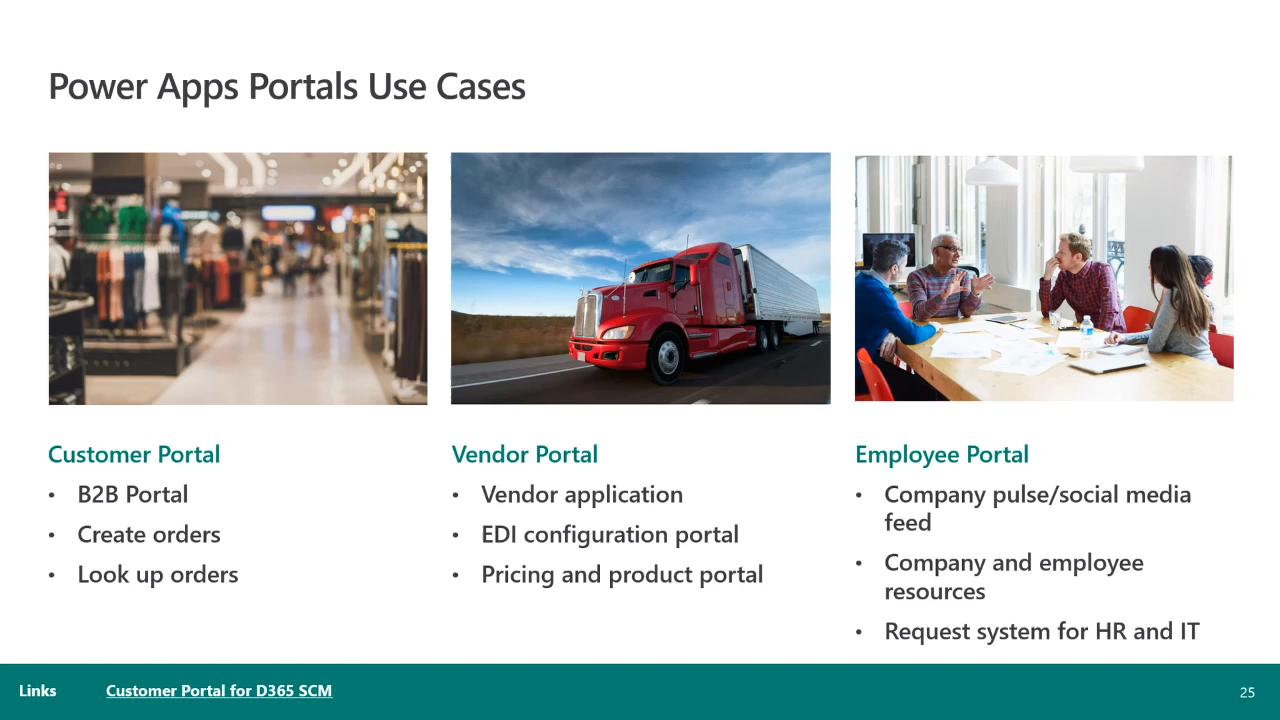 Power Apps Portals Use Cases
Customer Portal
• B2B Portal
• Create orders
• Look up orders
Vendor Portal
• Vendor application
• EDI configuration portal
• Pricing and product portal
Employee Portal
• Company pulse/social media
feed
• Company and employee
resources
• Request system for HR and IT
Links
Customer Portal for D365 SCM
25